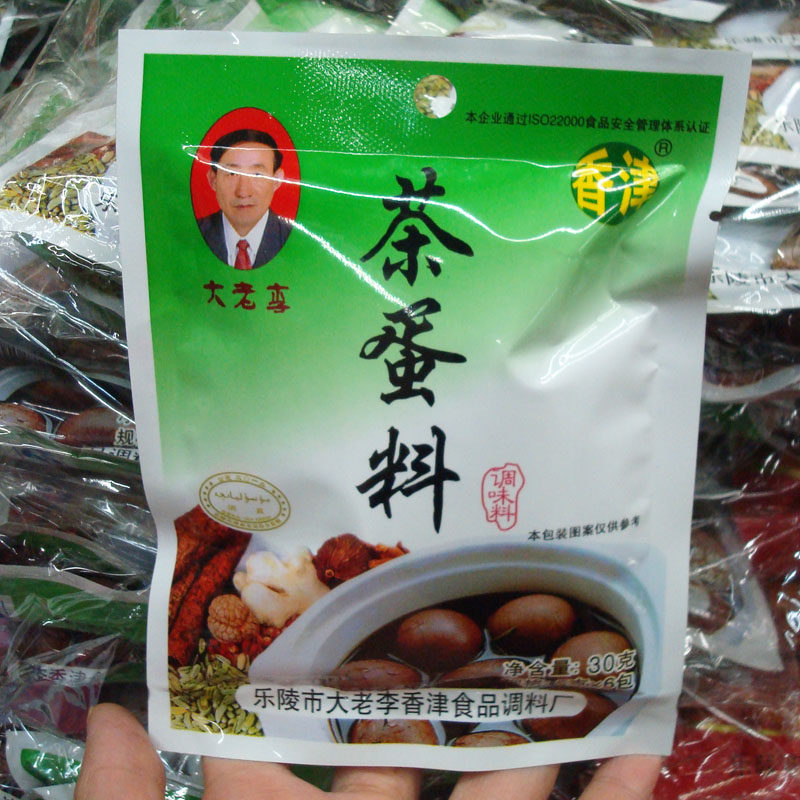 本企业通过ISO22000食品安全管理体系认证
香津®
大老李
茶蛋料
调味料
本包装图案仅供参考
净含量：30克
6包
乐陵市大老李香津食品调料厂